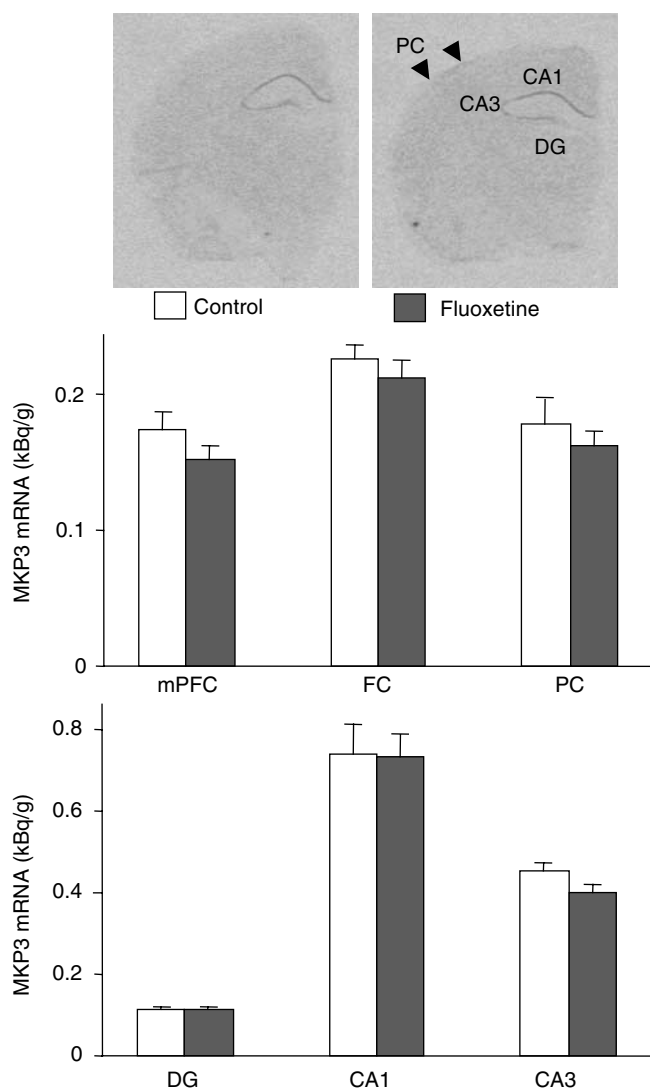 PC
CA1
CA3
DG
Control
Fluoxetine
MKP3 mRNA (kBq/g)
0.2
0.1
0
mPFC FC PC
MKP3 mRNA (kBq/g)
0.8
0.6
0.4
0.2
0
DG CA1 CA3